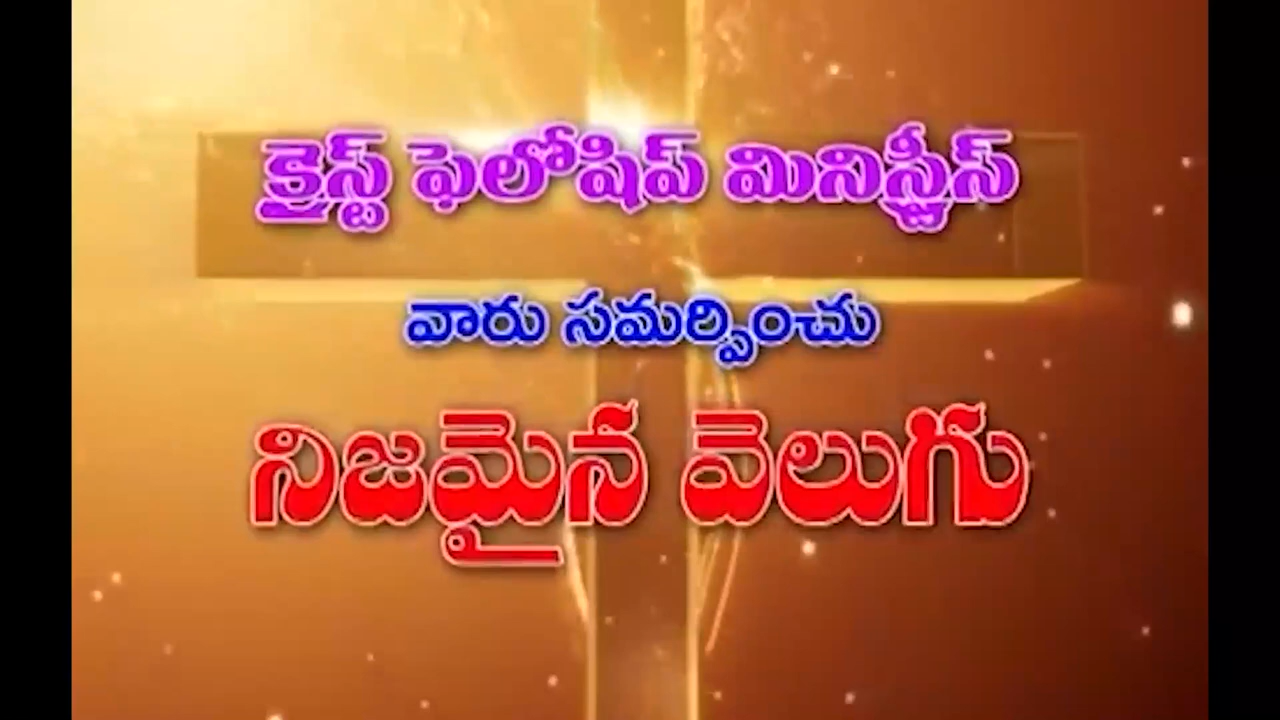 క్రైస్ట్ ఫెలోషిప్ మినిస్ట్రీస్
వారు సమర్పించు
నిజమైన వెలుగు